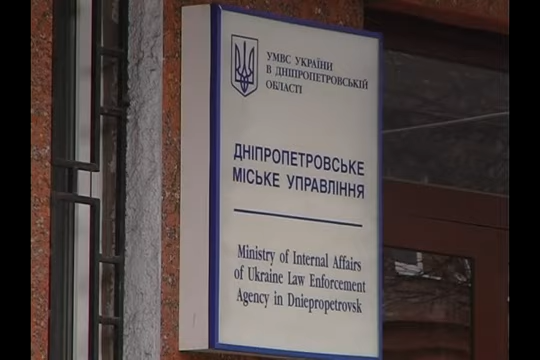 УМВС УКРАЇНИ
В ДНІПРОПЕТРОВСЬКІЙ
ОБЛАСТІ
ДНІПРОПЕТРОВСЬКЕ
МІСЬКЕ УПРАВЛІННЯ
Ministry of Internal Affairs
of Ukraine Law Enforcement
Agency in Dniepropetrovsk